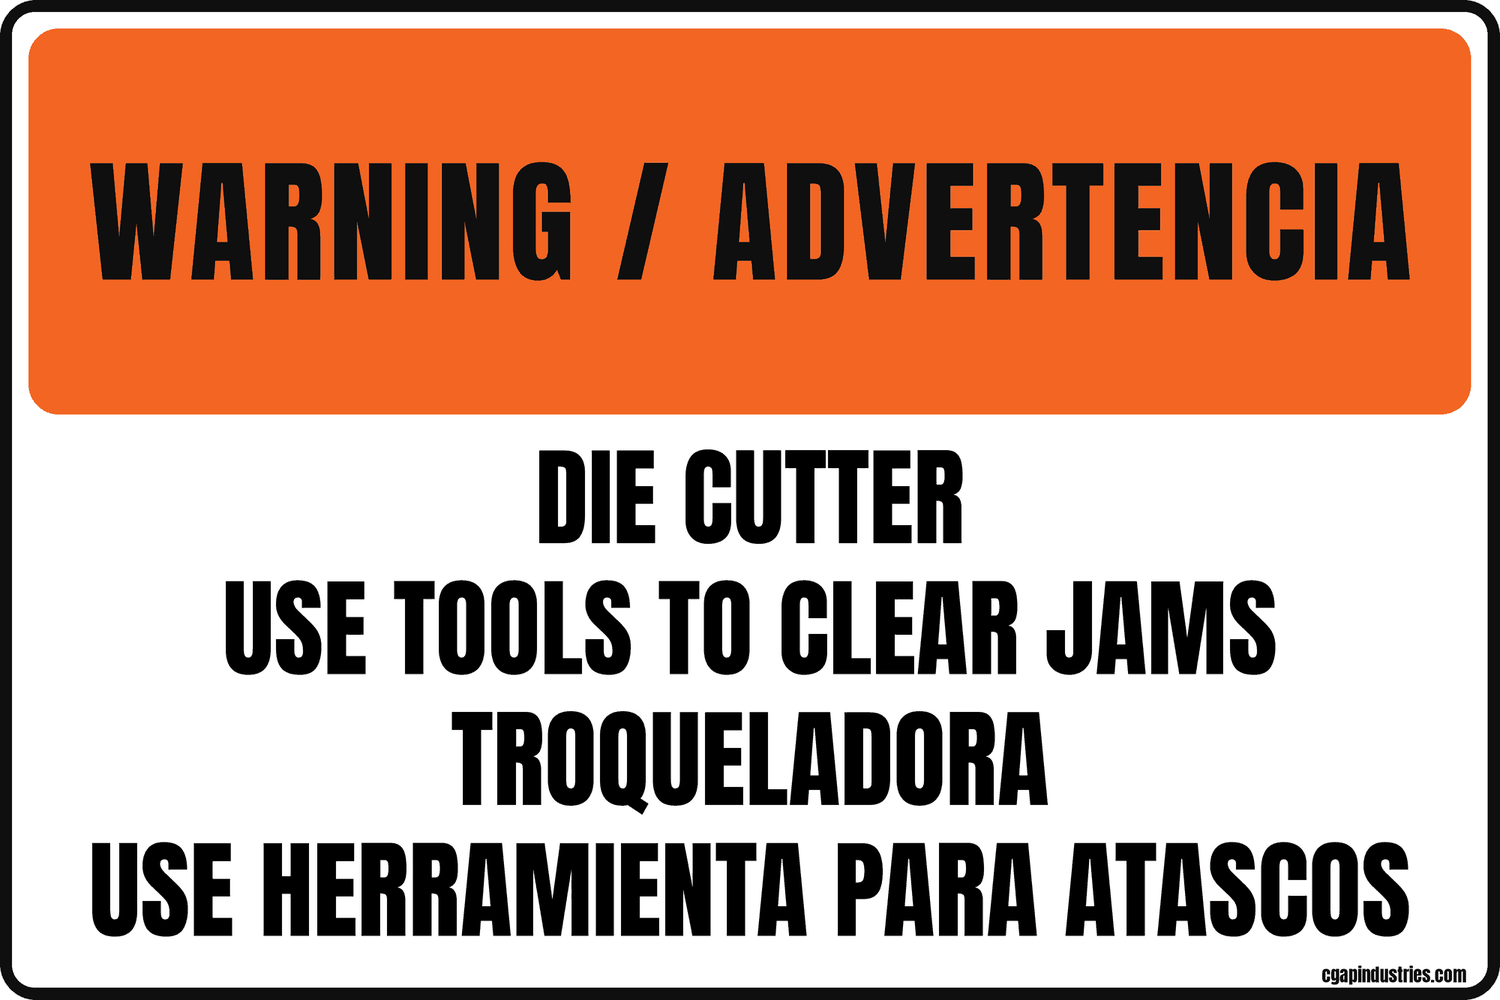 WARNING / ADVERTENCIA
DIE CUTTER
USE TOOLS TO CLEAR JAMS
TROQUELADORA
USE HERRAMIENTA PARA ATASCOS
cgapindustries.com